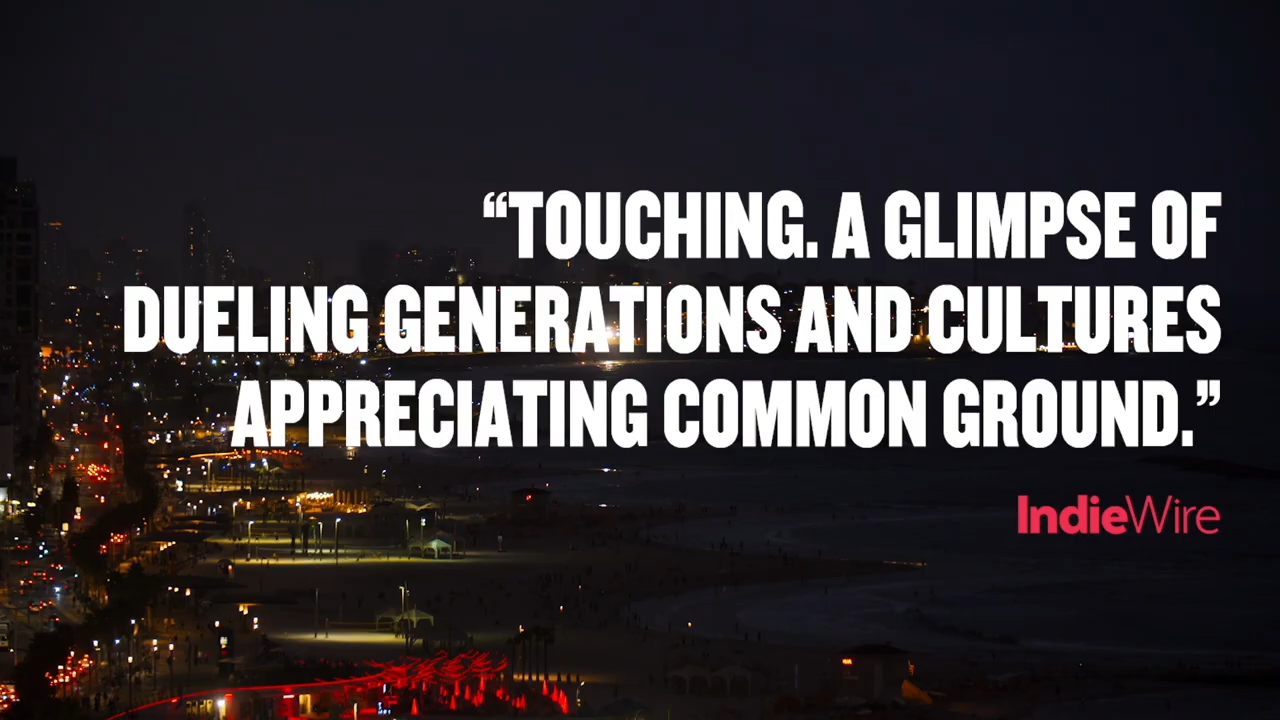 “TOUCHING. A GLIMPSE OF
DUELING GENERATIONS AND CULTURES
APPRECIATING COMMON GROUND.”
IndieWire